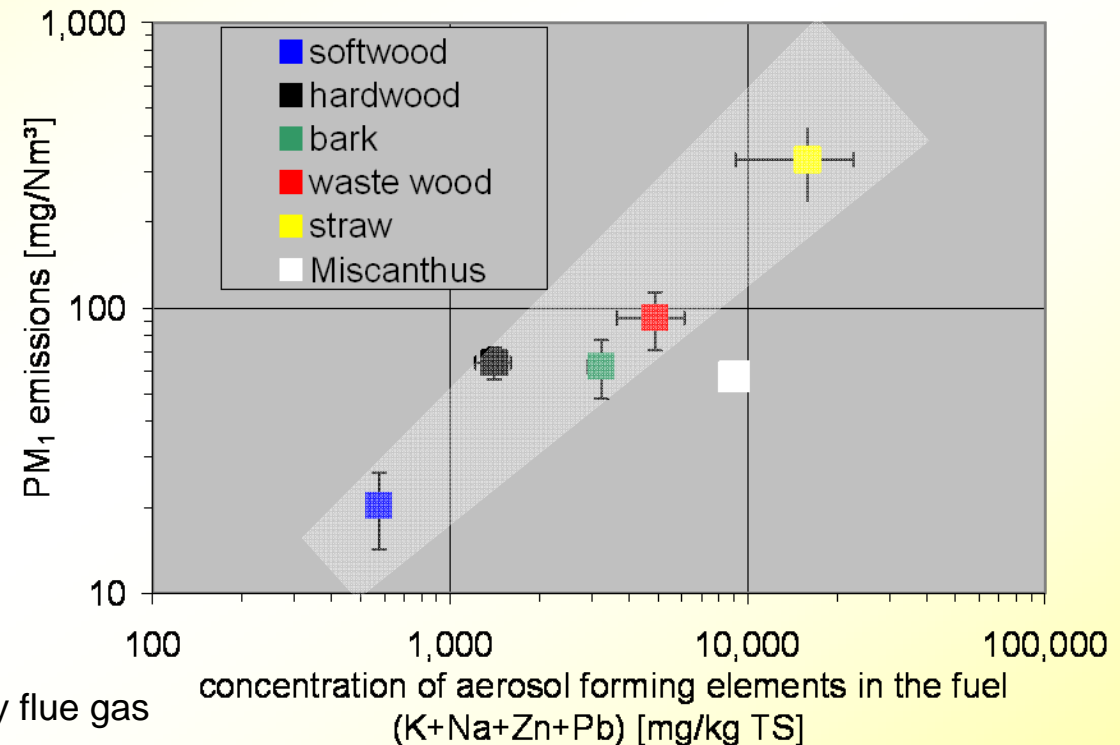 1,000
softwood
hardwood
bark
waste wood
straw
Miscanthus
PM₁ emissions [mg/Nm³]
100
10
100 1,000 10,000 100,000
concentration of aerosol forming elements in the fuel
(K+Na+Zn+Pb) [mg/kg TS]
flue gas